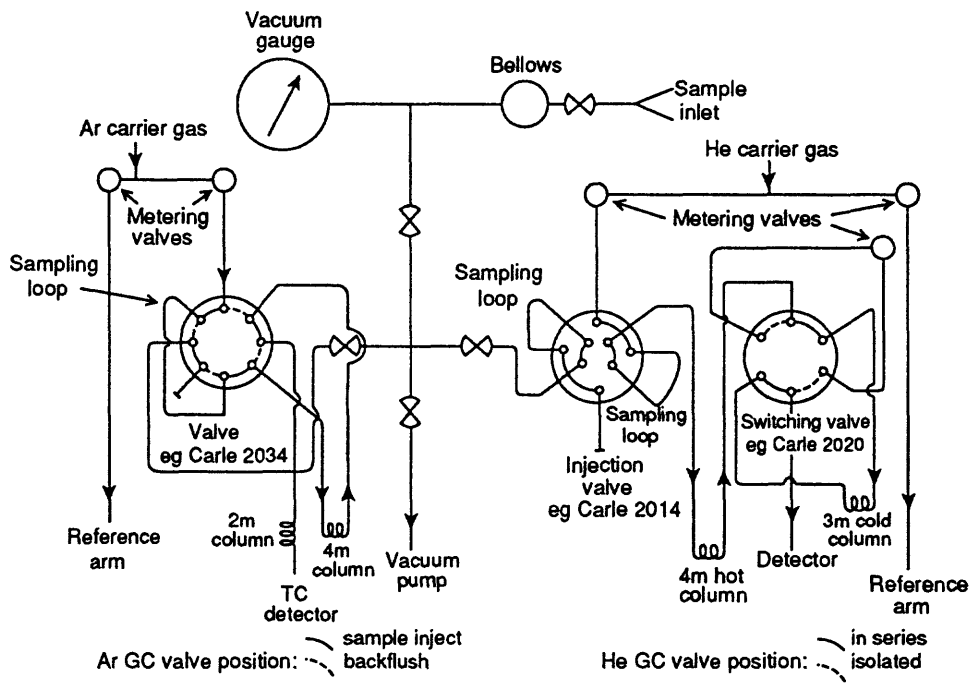 Vacuum
gauge
Bellows
Sample
inlet
Ar carrier gas
He carrier gas
Metering
valves
Metering valves
Sampling
loop
Sampling
loop
Sampling
loop
Valve
eg Carle 2034
Switching valve
eg Carle 2020
Injection
valve
eg Carle 2014
Reference
arm
2m
column
4m
column
Vacuum
pump
TC
detector
4m hot
column
Detector
3m cold
column
Reference
arm
sample inject
Ar GC valve position: backflush
in series
He GC valve position: isolated